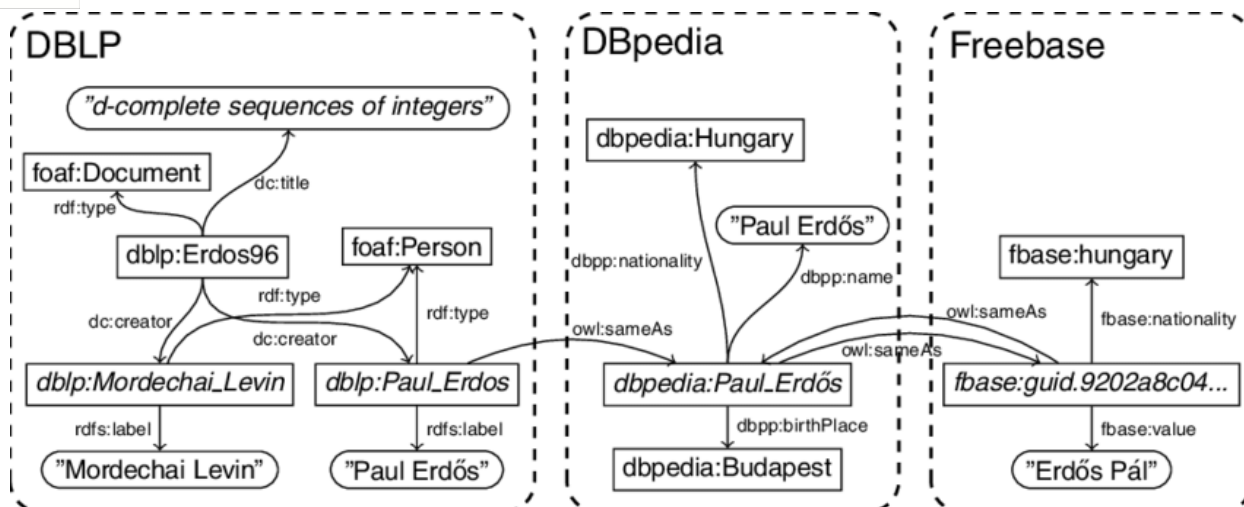 DBLP
"d-complete sequences of integers"
foaf:Document
rdf:type
dc:title
dblp:Erdos96
foaf:Person
rdf:type
dc:creator
dc:creator
rdf:type
dblp:Mordechai_Levin
dblp:Paul_Erdos
rdfs:label
rdfs:label
"Mordechai Levin"
"Paul Erdős"
owl:sameAs
DBpedia
dbpedia:Hungary
"Paul Erdős"
dbpp:nationality
dbpp:name
dbpedia:Paul_Erdős
dbpp:birthPlace
dbpedia:Budapest
owl:sameAs
owl:sameAs
Freebase
fbase:hungary
fbase:nationality
fbase:guid.9202a8c04...
fbase:value
"Erdős Pál"